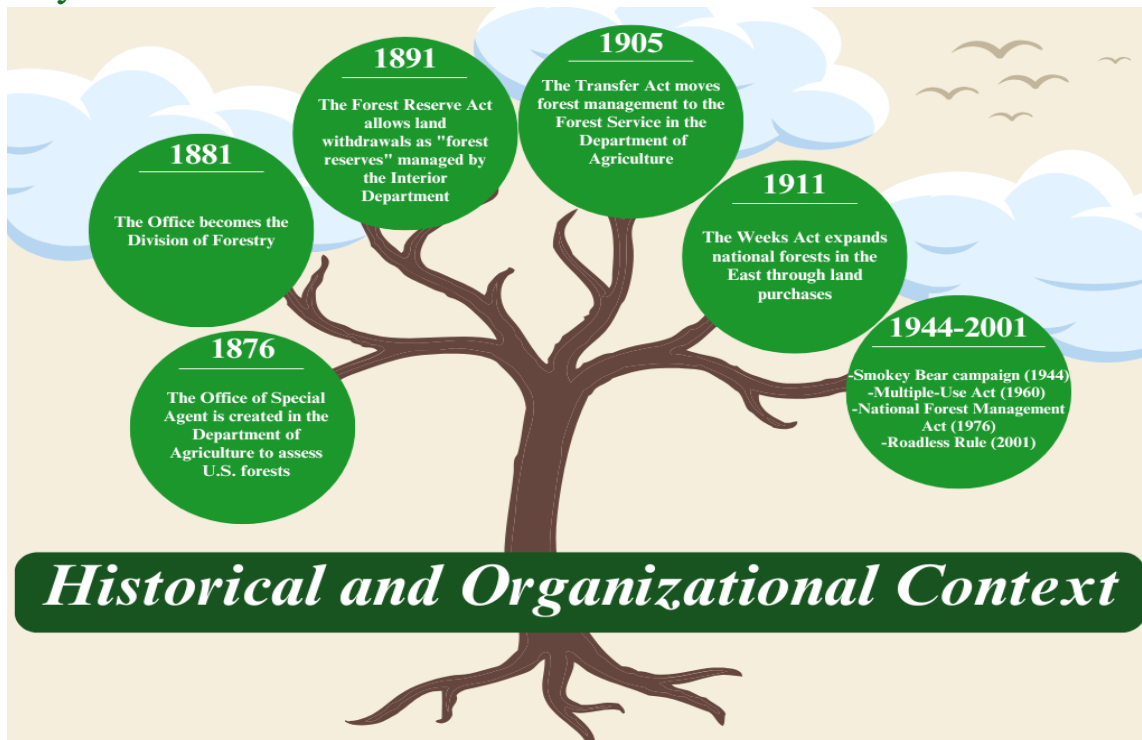 1876
The Office of Special
Agent is created in the
Department of
Agriculture to assess
U.S. forests
1881
The Office becomes the
Division of Forestry
1891
The Forest Reserve Act
allows land
withdrawals as "forest
reserves" managed by
the Interior
Department
1905
The Transfer Act moves
forest management to the
Forest Service in the
Department of
Agriculture
1911
The Weeks Act expands
national forests in the
East through land
purchases
1944-2001
-Smokey Bear campaign (1944)
-Multiple-Use Act (1960)
-National Forest Management
Act (1976)
-Roadless Rule (2001)
Historical and Organizational Context